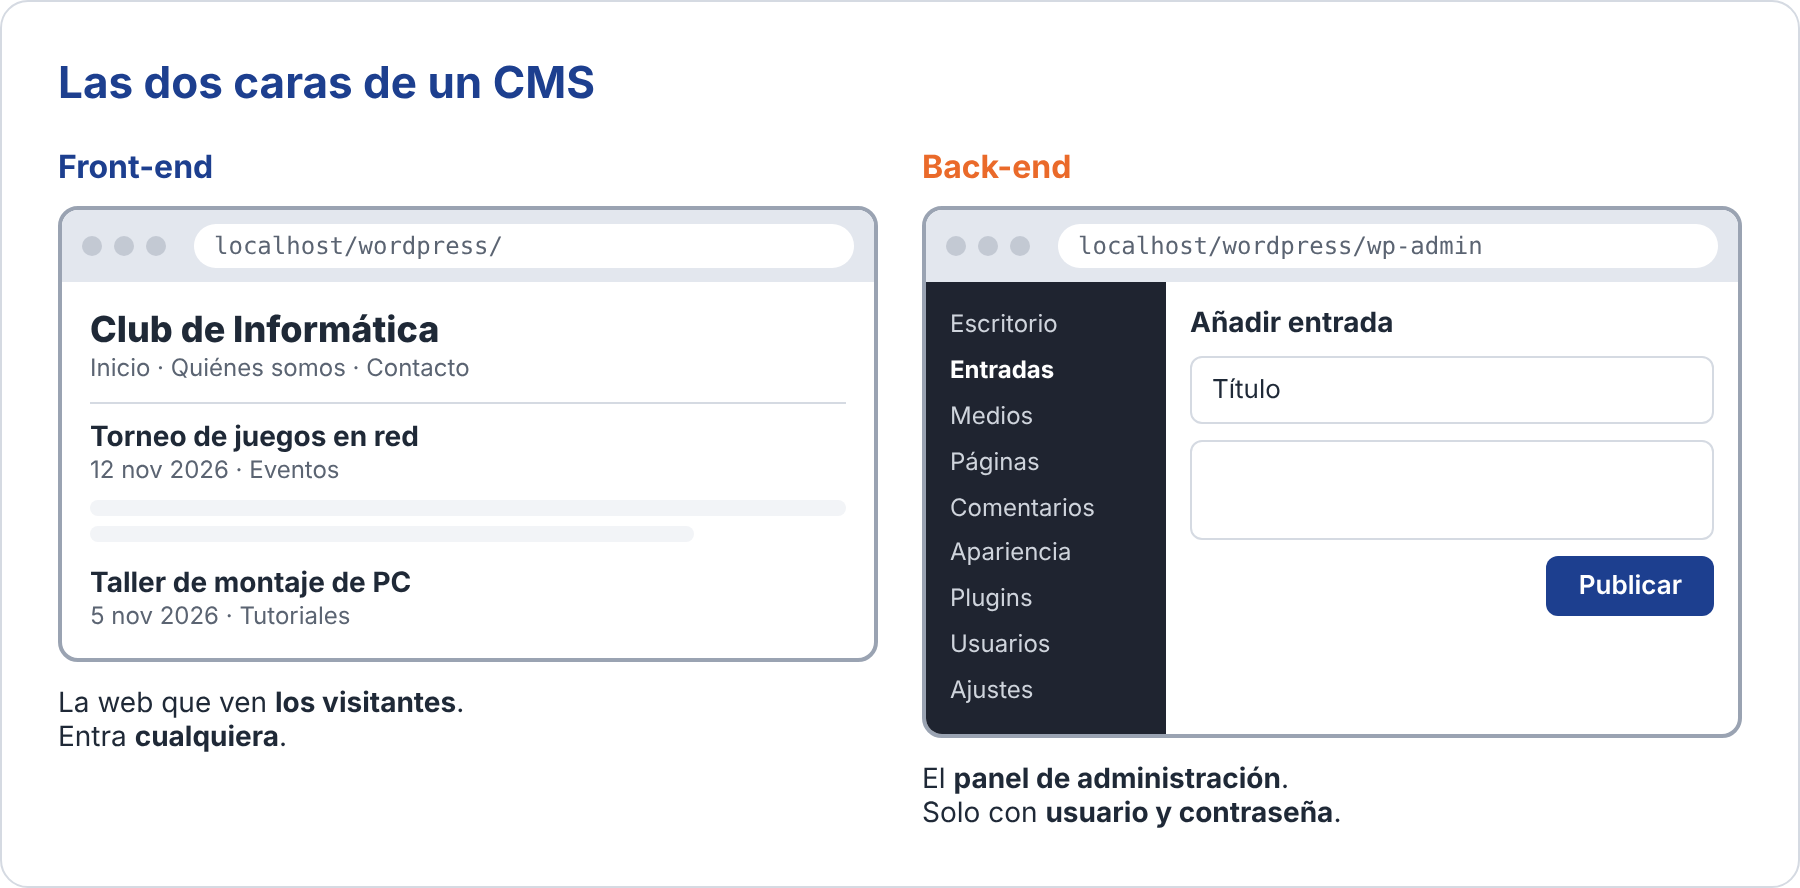 Las dos caras de un CMS
Front-end
localhost/wordpress/
Club de Informática
Inicio · Quiénes somos · Contacto
Torneo de juegos en red
12 nov 2026 · Eventos
Taller de montaje de PC
5 nov 2026 · Tutoriales
La web que ven los visitantes.
Entra cualquiera.
Back-end
localhost/wordpress/wp-admin
Escritorio
Entradas
Medios
Páginas
Comentarios
Apariencia
Plugins
Usuarios
Ajustes
Añadir entrada
Título
Publicar
El panel de administración.
Solo con usuario y contraseña.